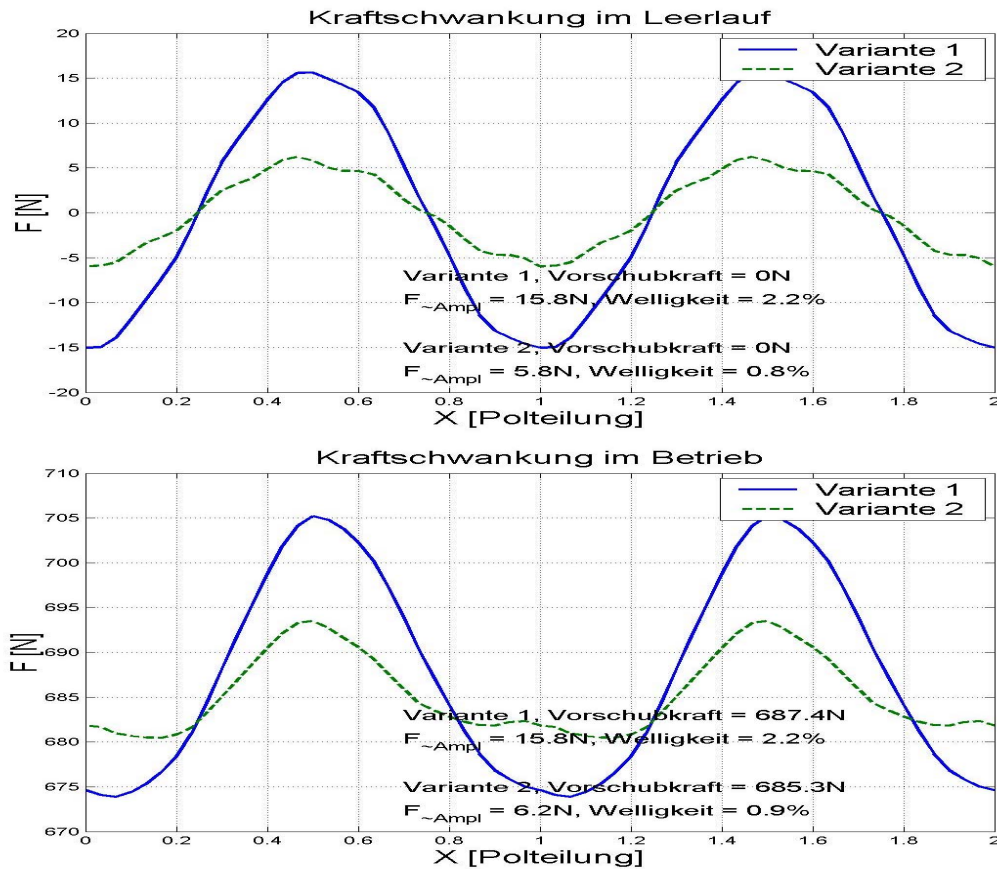 Kraftschwankung im Leerlauf
20
15
10
5
0
-5
-10
-15
-20
F [N]
Variante 1
Variante 2
Variante 1, Vorschubkraft = 0N
F~Ampl = 15.8N, Welligkeit = 2.2%
Variante 2, Vorschubkraft = 0N
F~Ampl = 5.8N, Welligkeit = 0.8%
0 0.2 0.4 0.6 0.8 1 1.2 1.4 1.6 1.8 2
X [Polteilung]
Kraftschwankung im Betrieb
710
705
700
695
690
685
680
675
670
F [N]
Variante 1
Variante 2
Variante 1, Vorschubkraft = 687.4N
F~Ampl = 15.8N, Welligkeit = 2.2%
Variante 2, Vorschubkraft = 685.3N
F~Ampl = 6.2N, Welligkeit = 0.9%
0 0.2 0.4 0.6 0.8 1 1.2 1.4 1.6 1.8 2
X [Polteilung]